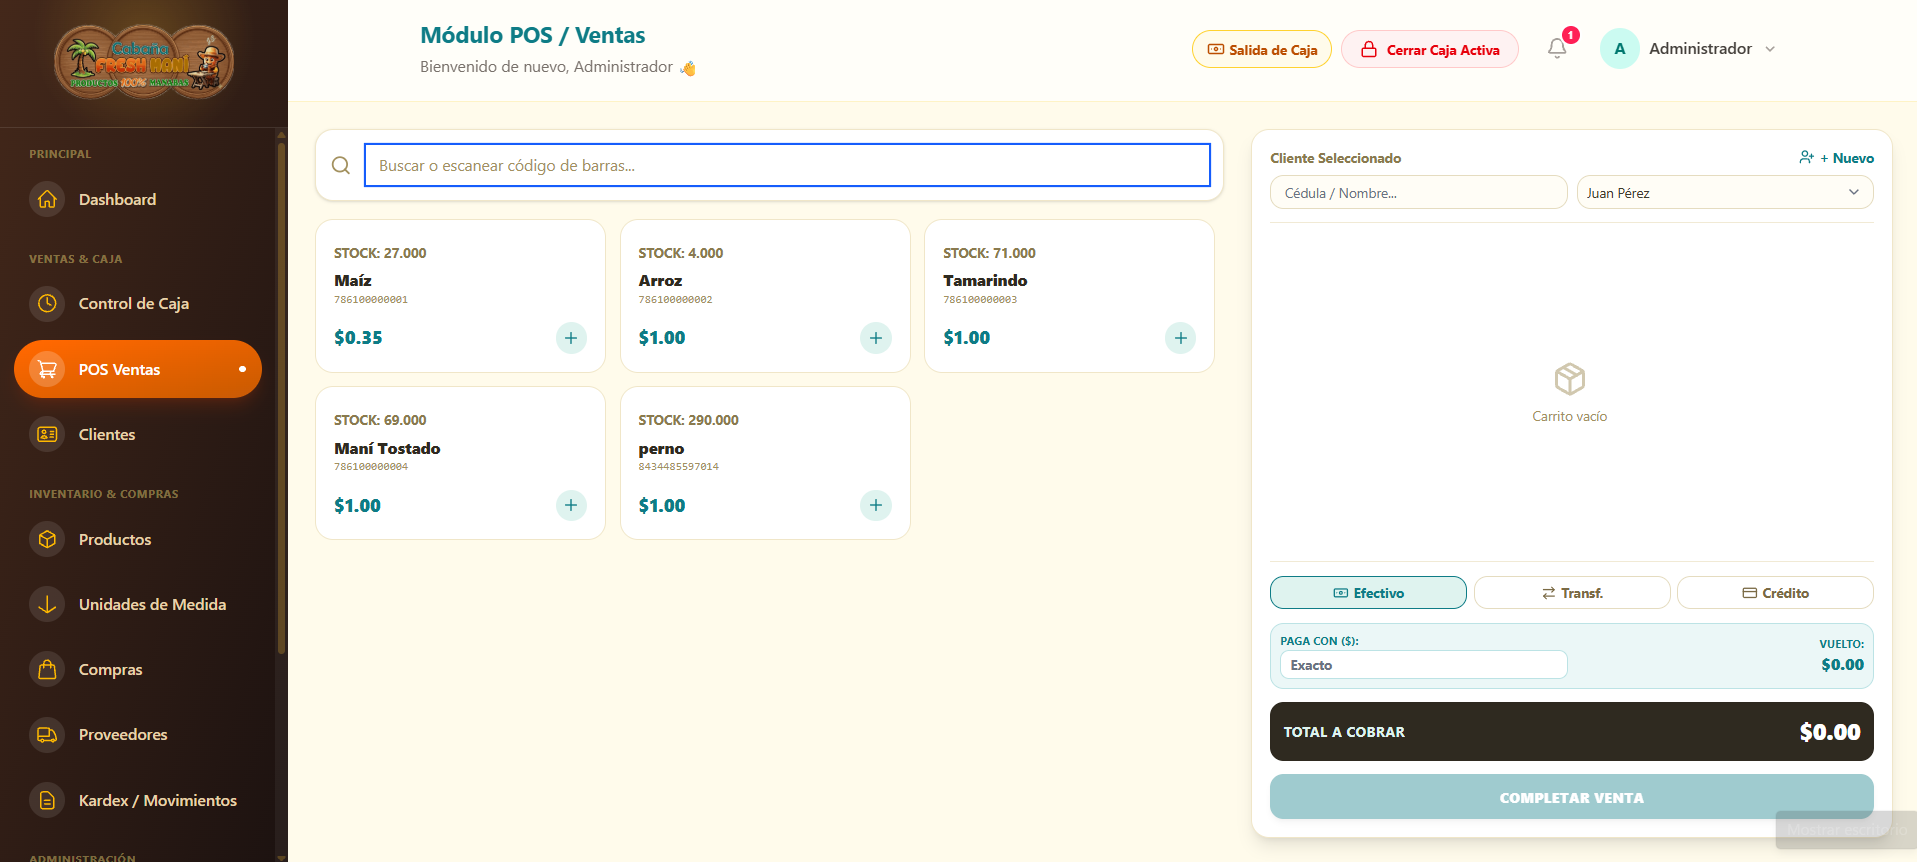 Cabaña
FRESH MANÍ
PRODUCTOS 100% MANABAS
PRINCIPAL
Dashboard
VENTAS & CAJA
Control de Caja
POS Ventas
Clientes
INVENTARIO & COMPRAS
Productos
Unidades de Medida
Compras
Proveedores
Kardex / Movimientos
ADMINISTRACIÓN
Módulo POS / Ventas
Bienvenido de nuevo, Administrador
Salida de Caja
Cerrar Caja Activa
1
A
Administrador
Buscar o escanear código de barras...
STOCK: 27.000
Maíz
786100000001
$0.35
+
STOCK: 4.000
Arroz
786100000002
$1.00
+
STOCK: 71.000
Tamarindo
786100000003
$1.00
+
STOCK: 69.000
Maní Tostado
786100000004
$1.00
+
STOCK: 290.000
perno
8434485597014
$1.00
+
Cliente Seleccionado
+ Nuevo
Cédula / Nombre...
Juan Pérez
Carrito vacío
Efectivo
Transf.
Crédito
PAGA CON ($):
Exacto
VUELTO:
$0.00
TOTAL A COBRAR
$0.00
COMPLETAR VENTA
Mostrar escritorio